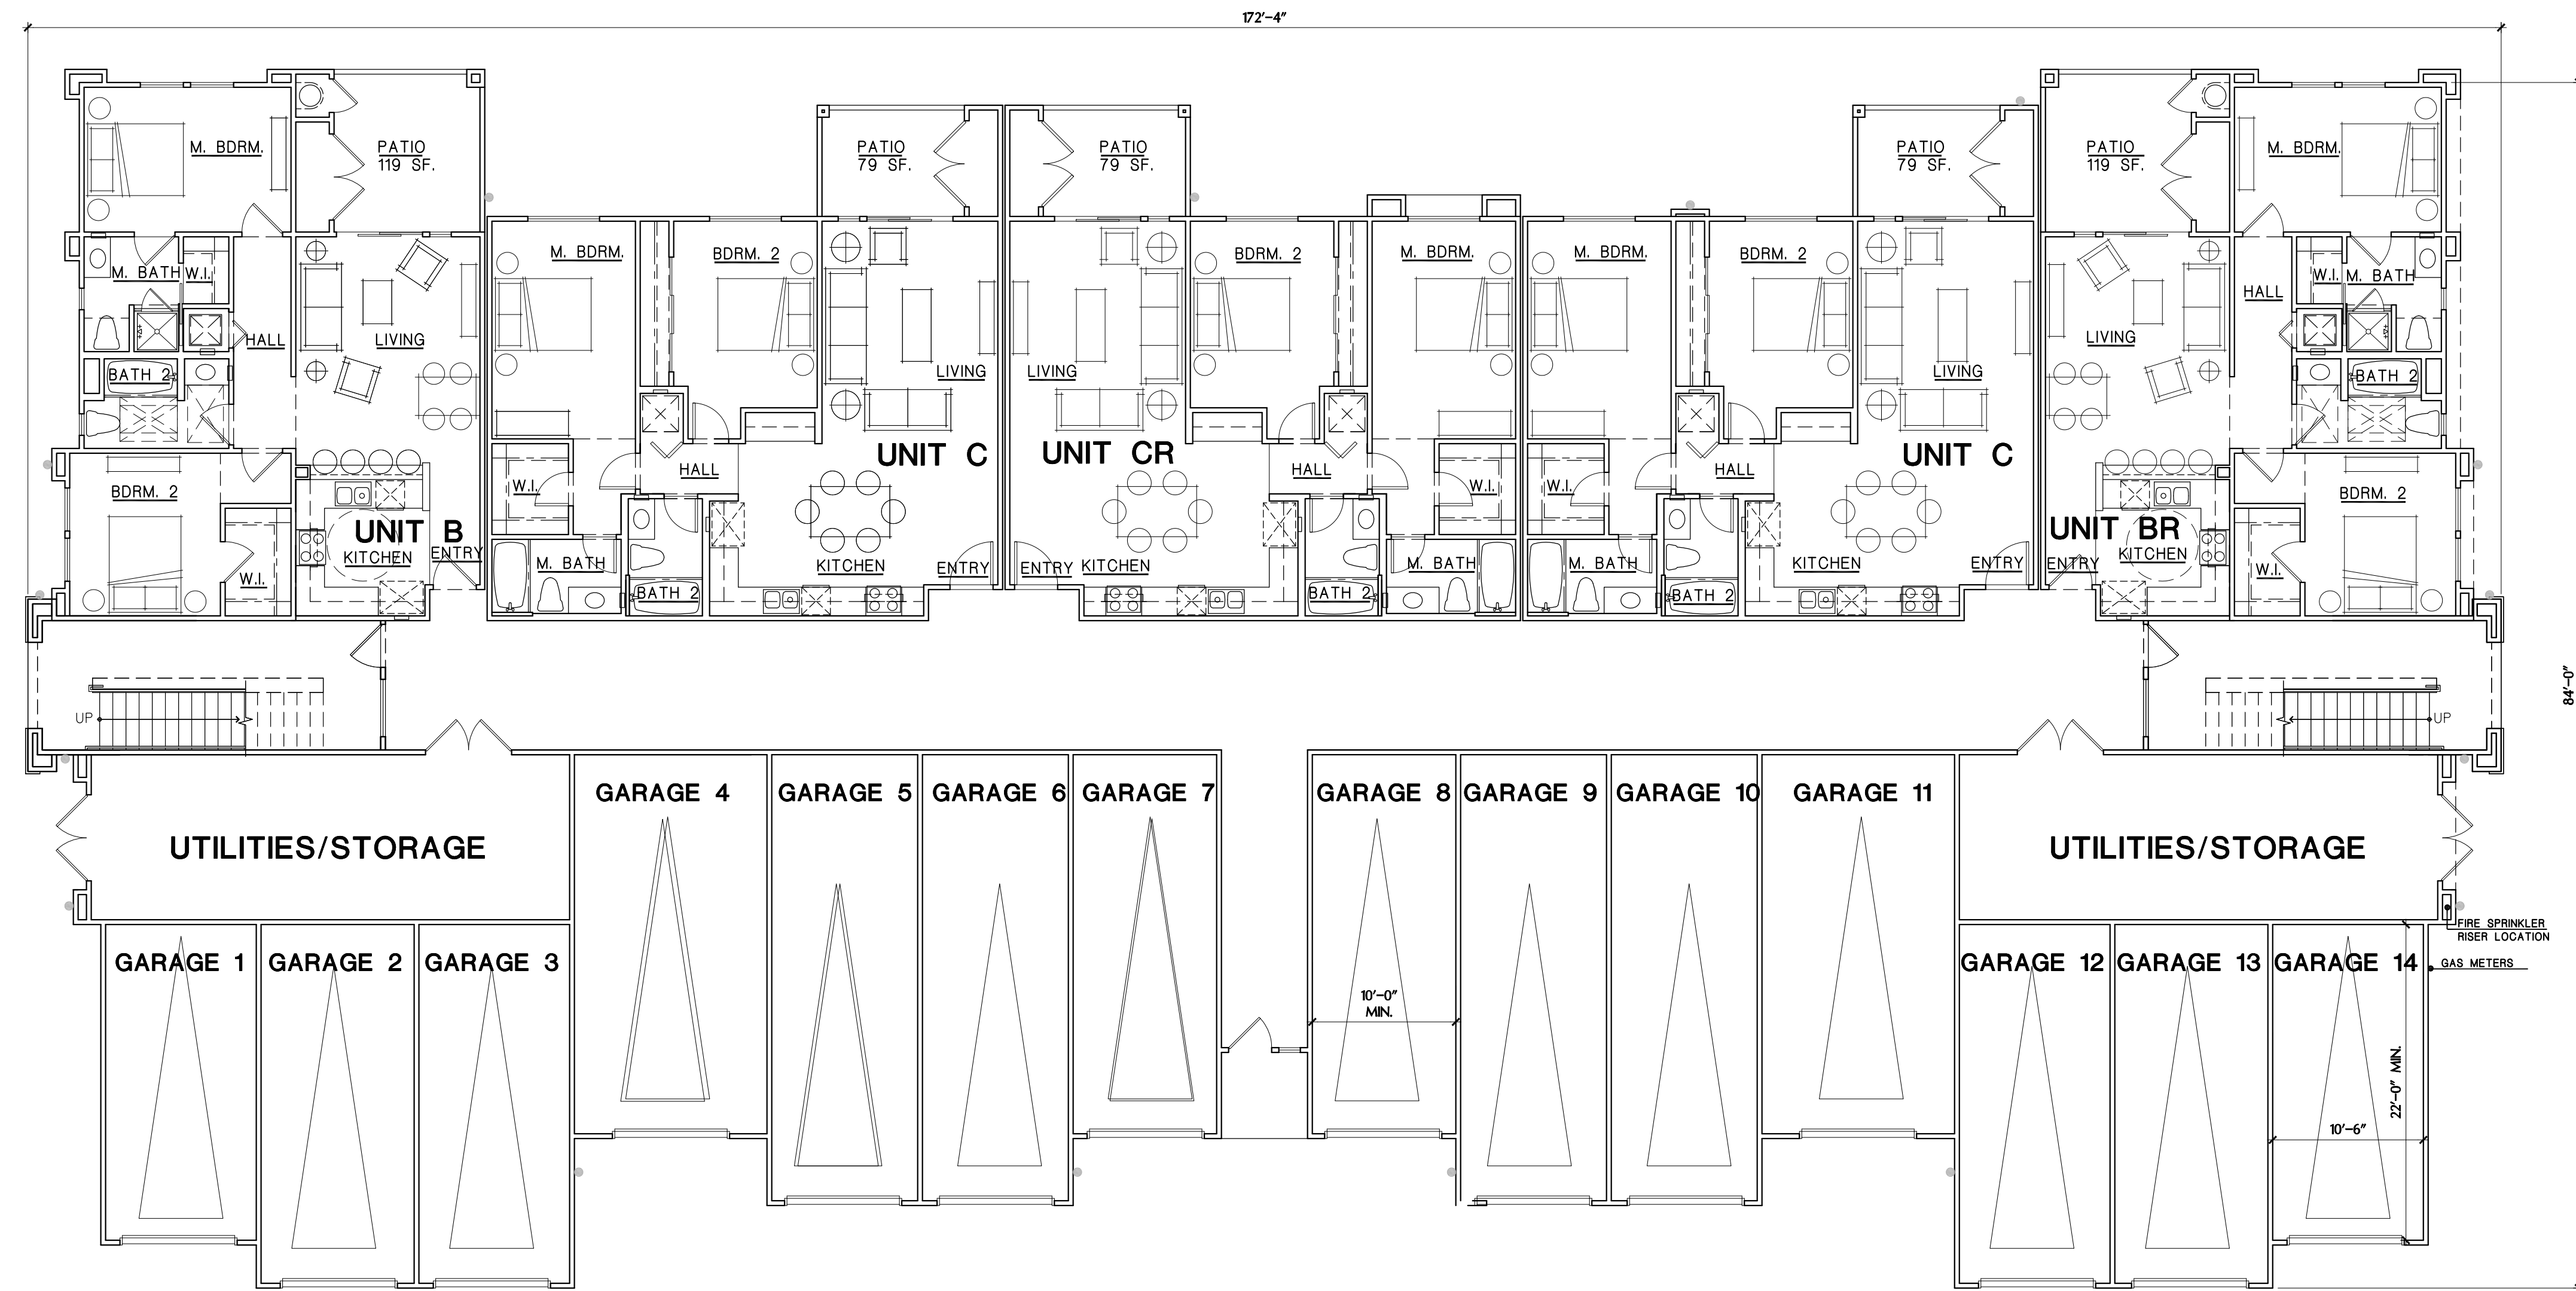 172'-4"
M. BDRM.
PATIO
119 SF.
PATIO
79 SF.
PATIO
79 SF.
PATIO
79 SF.
PATIO
119 SF.
M. BDRM.
M. BATH
W.I.
HALL
LIVING
M. BDRM.
BDRM. 2
LIVING
LIVING
BDRM. 2
M. BDRM.
M. BDRM.
BDRM. 2
LIVING
LIVING
HALL
W.I.
M. BATH
BATH 2
BATH 2
UNIT C
UNIT CR
UNIT C
BDRM. 2
W.I.
HALL
HALL
W.I.
W.I.
HALL
BDRM. 2
UNIT B
KITCHEN
ENTRY
W.I.
M. BATH
BATH 2
KITCHEN
ENTRY
ENTRY
KITCHEN
BATH 2
M. BATH
M. BATH
BATH 2
KITCHEN
ENTRY
UNIT BR
ENTRY
KITCHEN
W.I.
UP
UP
84'-0"
GARAGE 4
GARAGE 5
GARAGE 6
GARAGE 7
GARAGE 8
GARAGE 9
GARAGE 10
GARAGE 11
UTILITIES/STORAGE
UTILITIES/STORAGE
FIRE SPRINKLER
RISER LOCATION
GAS METERS
GARAGE 1
GARAGE 2
GARAGE 3
GARAGE 12
GARAGE 13
GARAGE 14
10'-0"
MIN.
22'-0" MIN.
10'-6"